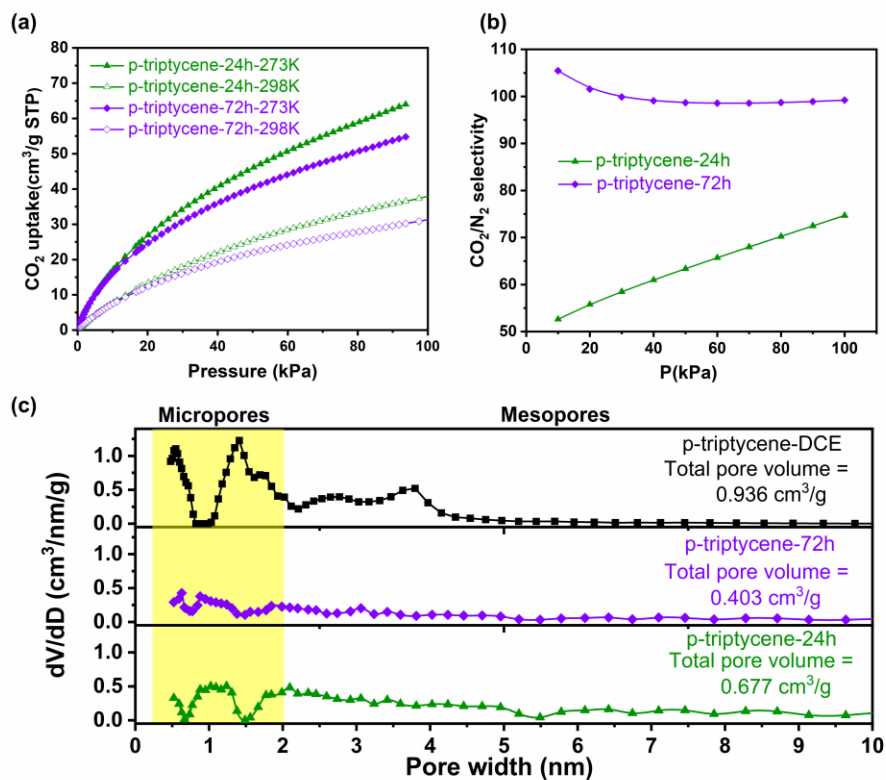 (a)
80
70
60
50
40
30
20
10
0
CO₂ uptake(cm³/g STP)
p-triptycene-24h-273K
p-triptycene-24h-298K
p-triptycene-72h-273K
p-triptycene-72h-298K
0 20 40 60 80 100
Pressure (kPa)
(b)
120
110
100
90
80
70
60
50
CO₂/N₂ selectivity
p-triptycene-24h
p-triptycene-72h
0 20 40 60 80 100
P(kPa)
(c)
Micropores Mesopores
dV/dD (cm³/nm/g)
1.0
0.5
0.0
p-triptycene-DCE
Total pore volume =
0.936 cm³/g
1.0
0.5
0.0
p-triptycene-72h
Total pore volume =
0.403 cm³/g
1.0
0.5
0.0
p-triptycene-24h
Total pore volume =
0.677 cm³/g
0 1 2 3 4 5 6 7 8 9 10
Pore width (nm)